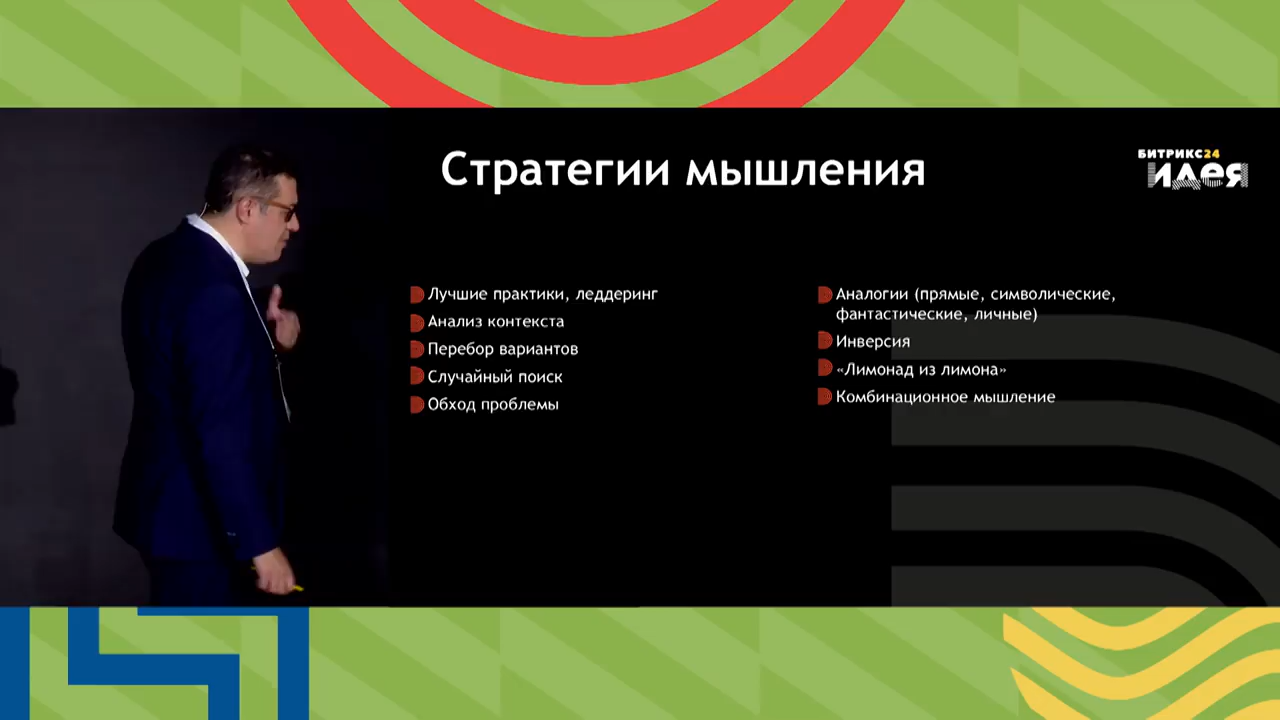 Стратегии мышления
БИТРИКС24
идея
Лучшие практики, леддеринг
Анализ контекста
Перебор вариантов
Случайный поиск
Обход проблемы
Аналогии (прямые, символические,
фантастические, личные)
Инверсия
«Лимонад из лимона»
Комбинационное мышление